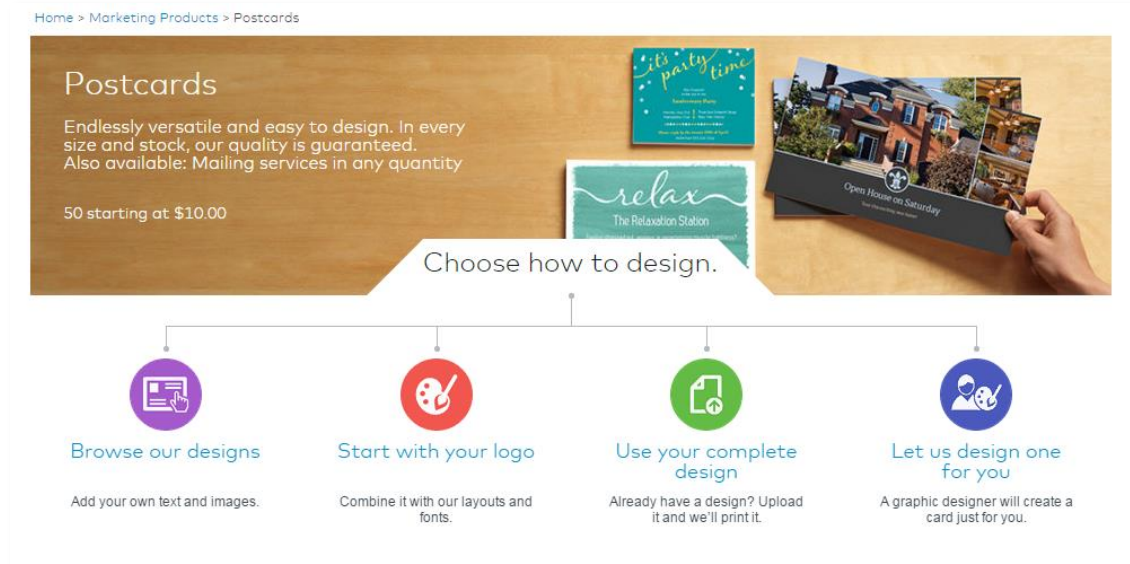 Home > Marketing Products > Postcards
Postcards
Endlessly versatile and easy to design. In every
size and stock, our quality is guaranteed.
Also available: Mailing services in any quantity
50 starting at $10.00
it's
party
time
relax
The Relaxation Station
Open House on Saturday
Choose how to design.
Browse our designs
Add your own text and images.
Start with your logo
Combine it with our layouts and
fonts.
Use your complete
design
Already have a design? Upload
it and we'll print it.
Let us design one
for you
A graphic designer will create a
card just for you.